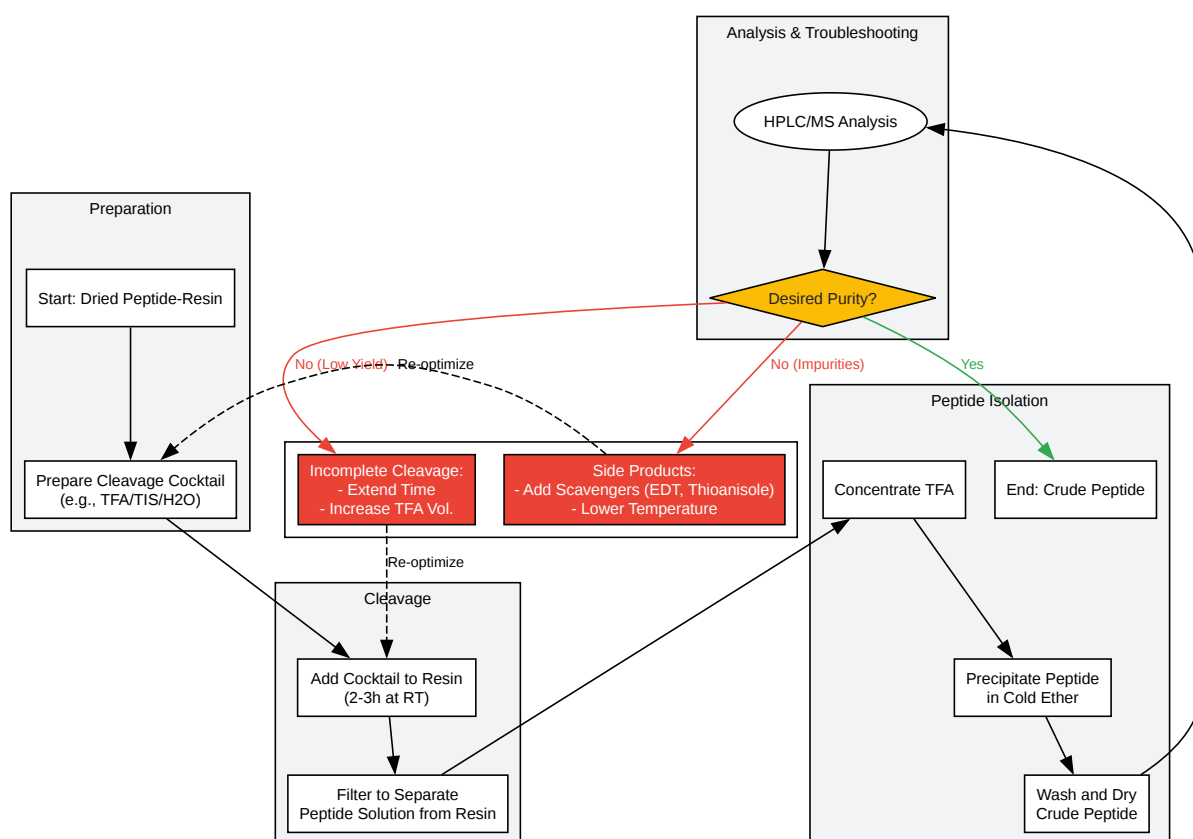 Analysis & Troubleshooting
HPLC/MS Analysis
Desired Purity?
Preparation
Start: Dried Peptide-Resin
Prepare Cleavage Cocktail
(e.g., TFA/TIS/H2O)
No (Low Yield)
Re-optimize
No (Impurities)
Yes
Incomplete Cleavage:
- Extend Time
- Increase TFA Vol.
Side Products:
- Add Scavengers (EDT, Thioanisole)
- Lower Temperature
Re-optimize
Cleavage
Add Cocktail to Resin
(2-3h at RT)
Filter to Separate
Peptide Solution from Resin
Peptide Isolation
Concentrate TFA
End: Crude Peptide
Precipitate Peptide
in Cold Ether
Wash and Dry
Crude Peptide